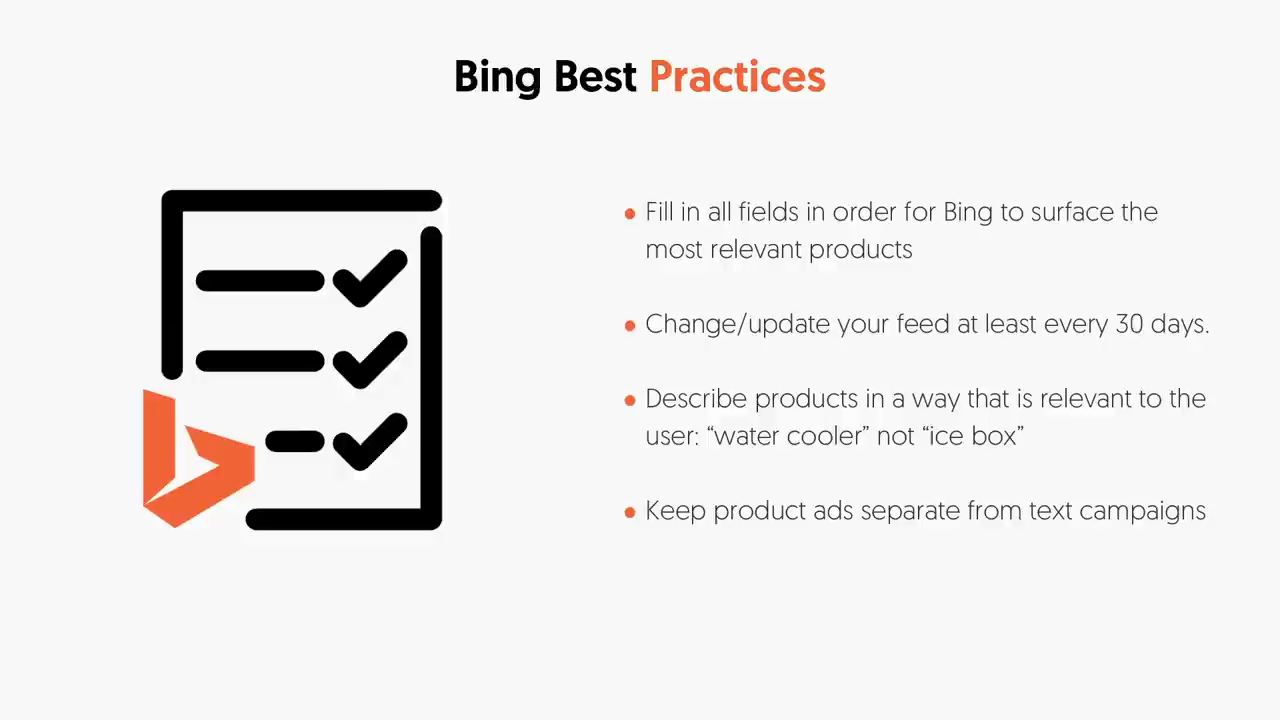 Bing Best Practices
• Fill in all fields in order for Bing to surface the
most relevant products
• Change/update your feed at least every 30 days.
• Describe products in a way that is relevant to the
user: “water cooler” not “ice box”
• Keep product ads separate from text campaigns